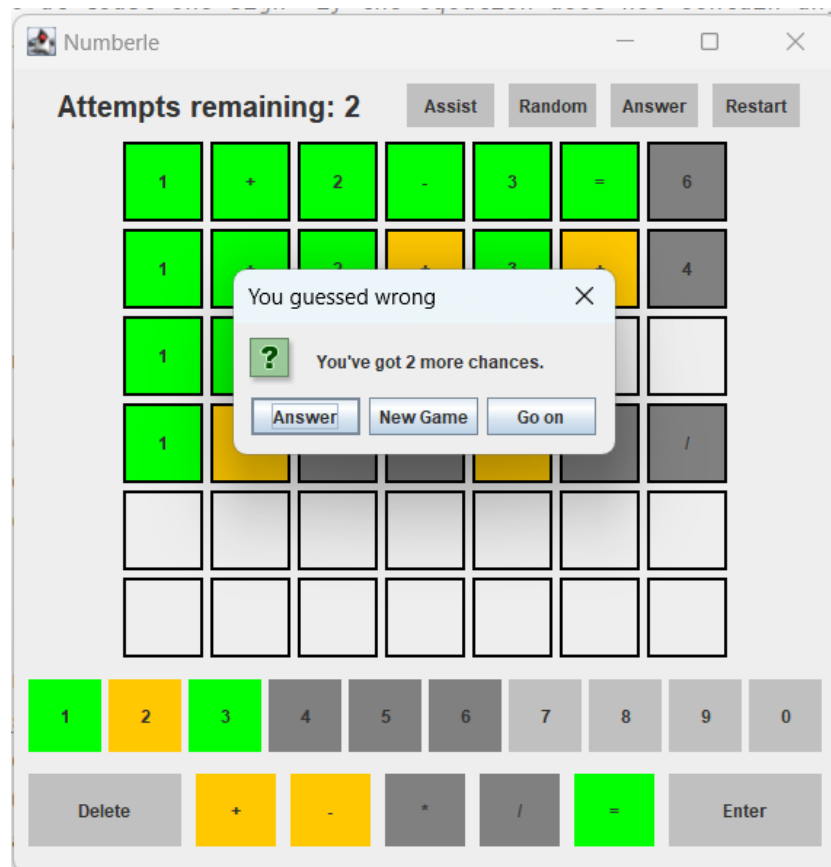 Numberle
Attempts remaining: 2 Assist Random Answer Restart
1 + 2 - 3 = 6
1 2 3 4
You guessed wrong
1
? You've got 2 more chances.
Answer New Game Go on
1 /
1 2 3 4 5 6 7 8 9 0
Delete + - * / = Enter